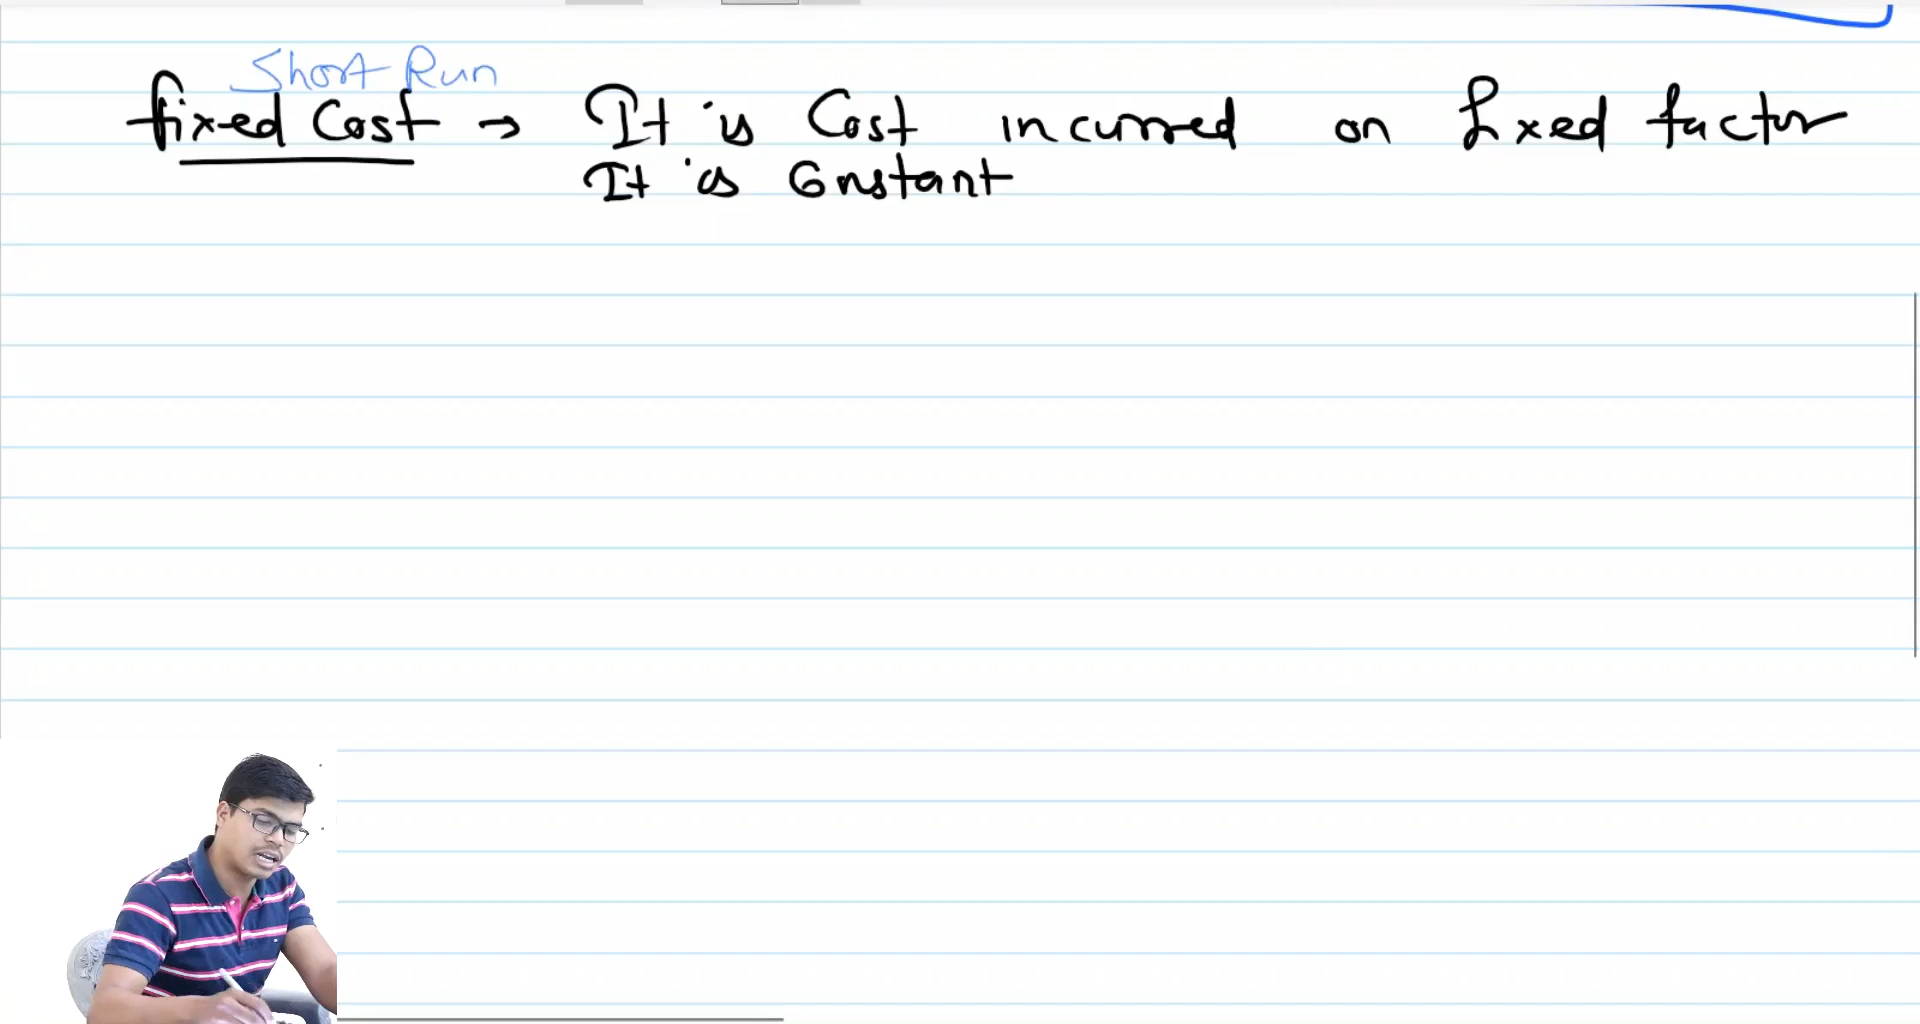 Short Run
fixed Cost → It is Cost incurred on fixed factor
It is Constant